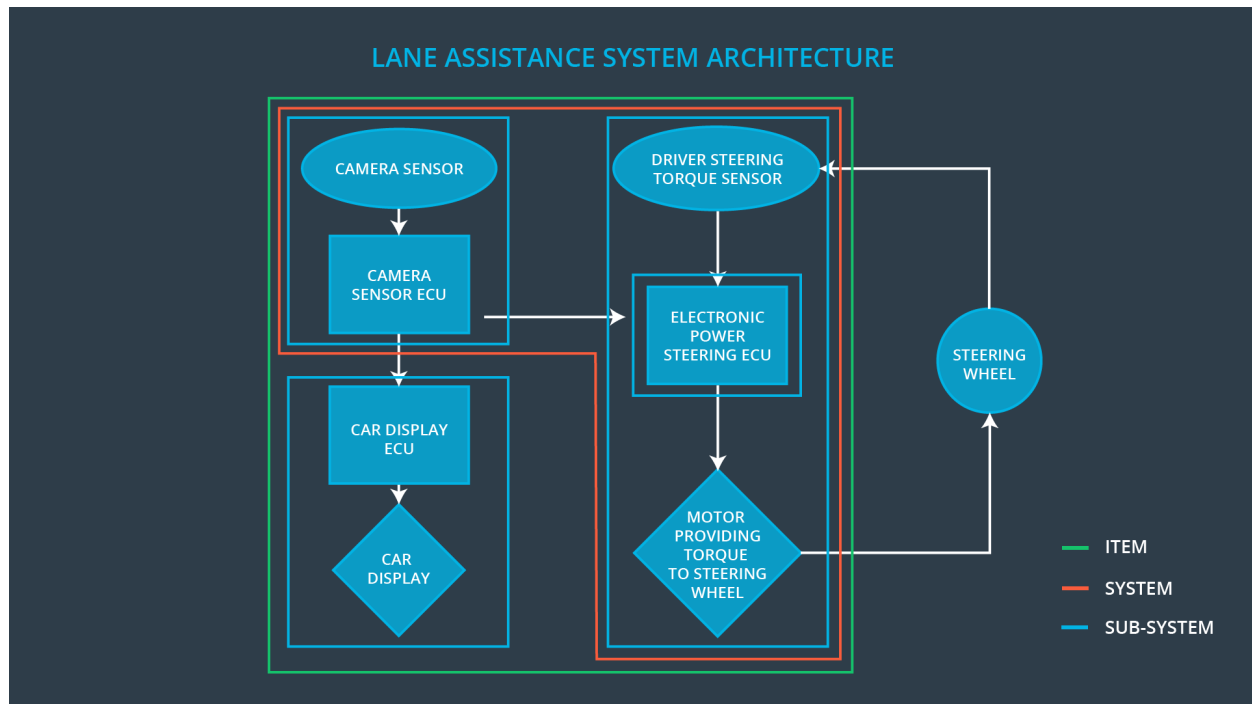 LANE ASSISTANCE SYSTEM ARCHITECTURE
CAMERA SENSOR
CAMERA
SENSOR ECU
CAR DISPLAY
ECU
CAR
DISPLAY
DRIVER STEERING
TORQUE SENSOR
ELECTRONIC
POWER
STEERING ECU
MOTOR
PROVIDING
TORQUE
TO STEERING
WHEEL
STEERING
WHEEL
ITEM
SYSTEM
SUB-SYSTEM